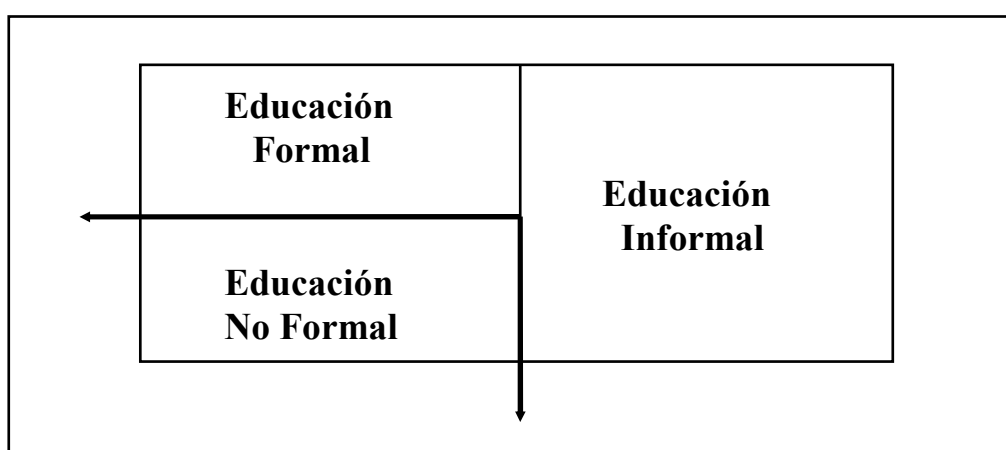 Educación
Formal
Educación
Informal
Educación
No Formal